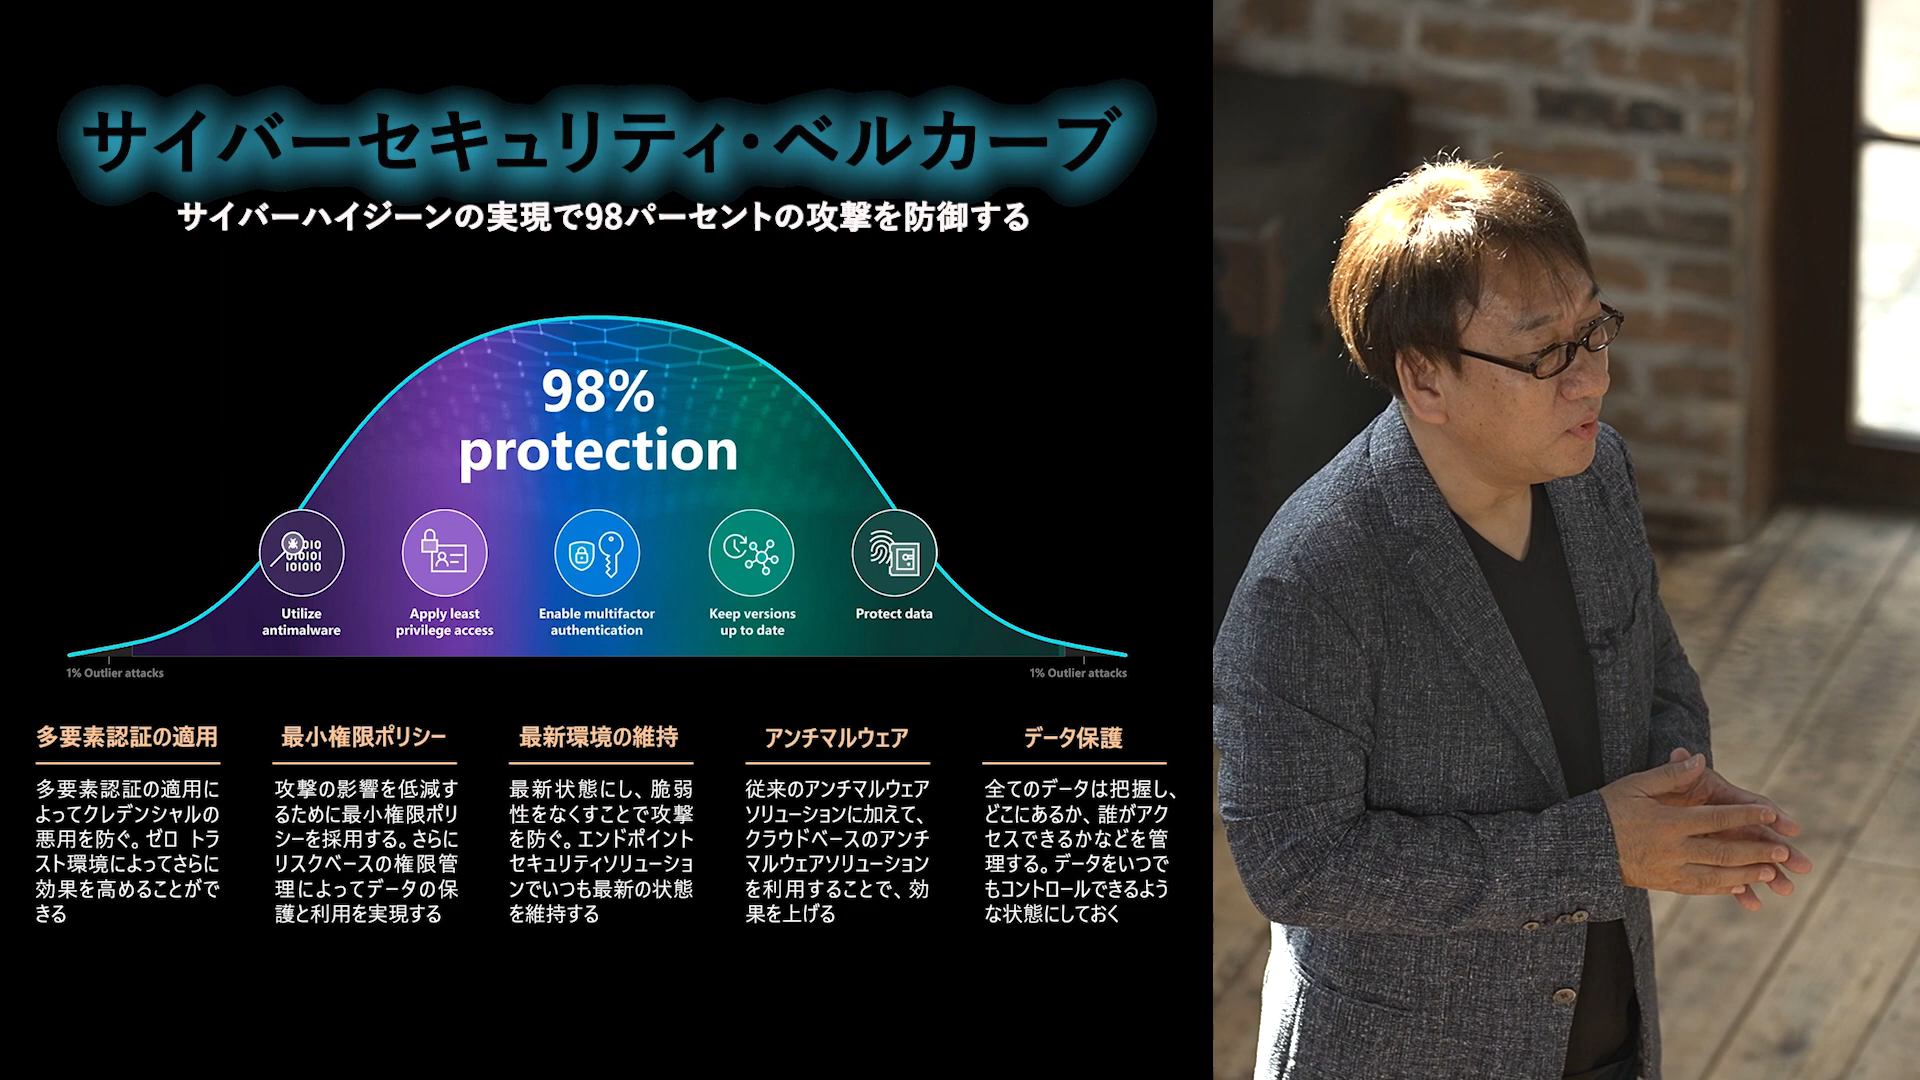 サイバーセキュリティ・ベルカーブ
サイバーハイジーンの実現で98パーセントの攻撃を防御する
98%
protection
010
010101
101010
Utilize
antimalware
Apply least
privilege access
Enable multifactor
authentication
Keep versions
up to date
Protect data
1% Outlier attacks
1% Outlier attacks
多要素認証の適用
多要素認証の適用に
よってクレデンシャルの
悪用を防ぐ。ゼロ トラ
スト環境によってさらに
効果を高めることがで
きる
最小権限ポリシー
攻撃の影響を低減す
るために最小権限ポリ
シーを採用する。さらに
リスクベースの権限管
理によってデータの保
護と利用を実現する
最新環境の維持
最新状態にし、脆弱
性をなくすことで攻撃
を防ぐ。エンドポイント
セキュリティソリューショ
ンでいつも最新の状態
を維持する
アンチマルウェア
従来のアンチマルウェア
ソリューションに加えて、
クラウドベースのアンチ
マルウェアソリューション
を利用することで、効
果を上げる
データ保護
全てのデータは把握し、
どこにあるか、誰がアク
セスできるかなどを管
理する。データをいつで
もコントロールできるよう
な状態にしておく